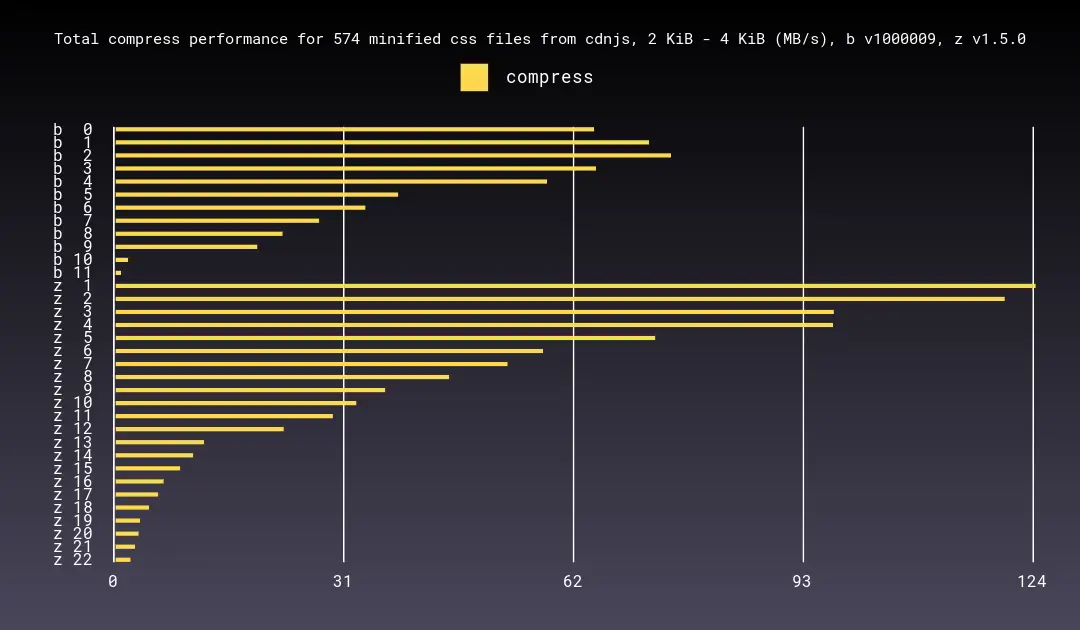 Total compress performance for 574 minified css files from cdnjs, 2 KiB - 4 KiB (MB/s), b v1000009, z v1.5.0
compress
b 0
b 1
b 2
b 3
b 4
b 5
b 6
b 7
b 8
b 9
b 10
b 11
z 1
z 2
z 3
z 4
z 5
z 6
z 7
z 8
z 9
z 10
z 11
z 12
z 13
z 14
z 15
z 16
z 17
z 18
z 19
z 20
z 21
z 22
0 31 62 93 124